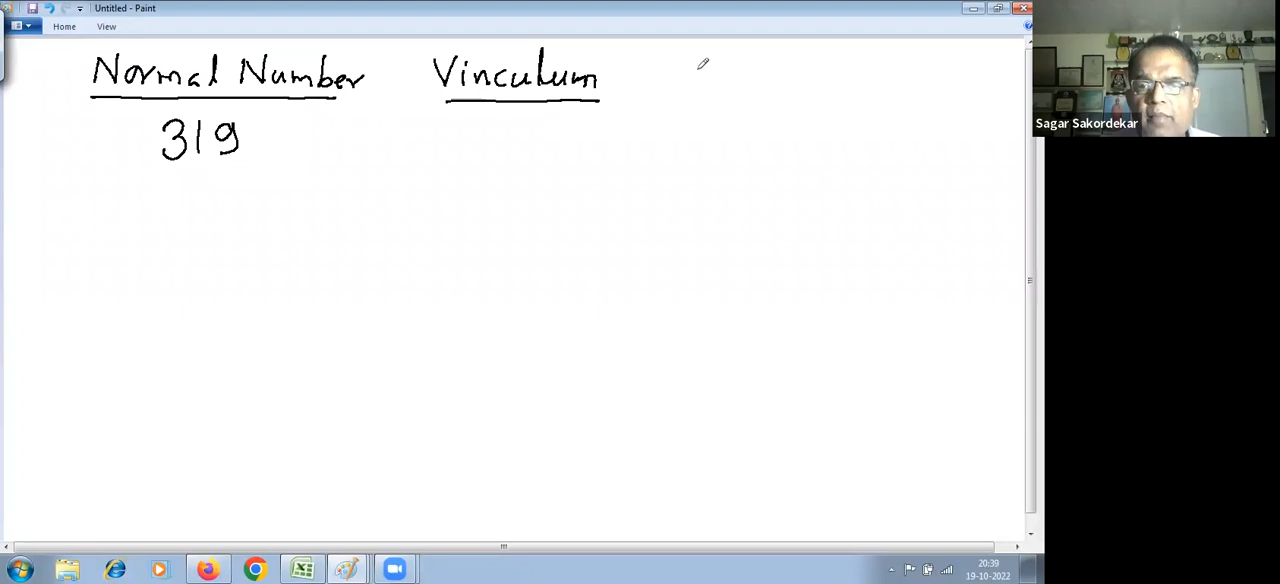 Untitled - Paint
Home View
Normal Number Vinculum
319
Sagar Sakordekar
20:39
19-10-2022